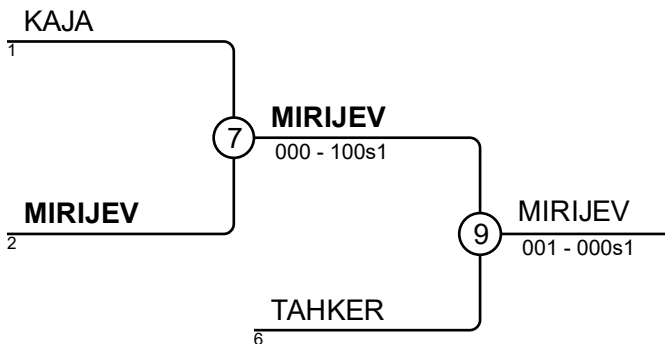 KAJA
1
7
MIRIJEV
000 - 100s1
MIRIJEV
2
9
MIRIJEV
001 - 000s1
TAHKER
6